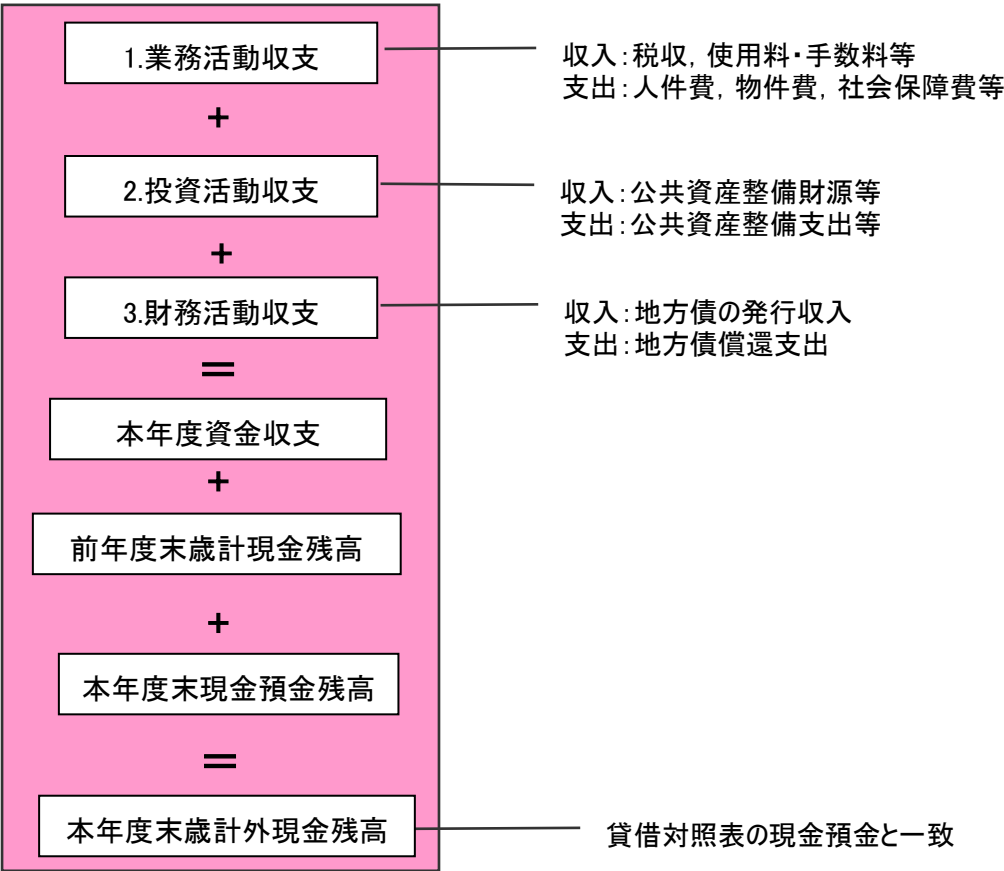 1.業務活動収支
収入：税収，使用料・手数料等
支出：人件費，物件費，社会保障費等
+
2.投資活動収支
収入：公共資産整備財源等
支出：公共資産整備支出等
+
3.財務活動収支
収入：地方債の発行収入
支出：地方債償還支出
＝
本年度資金収支
+
前年度末歳計現金残高
+
本年度末現金預金残高
＝
本年度末歳計外現金残高
貸借対照表の現金預金と一致